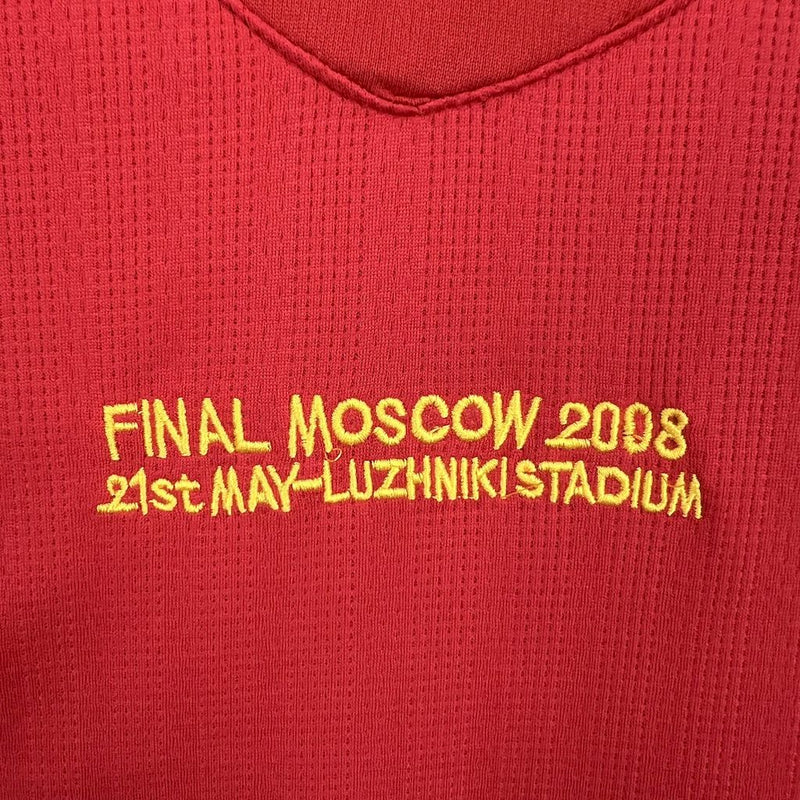 FINAL MOSCOW 2008
21st MAY-LUZHNIKI STADIUM